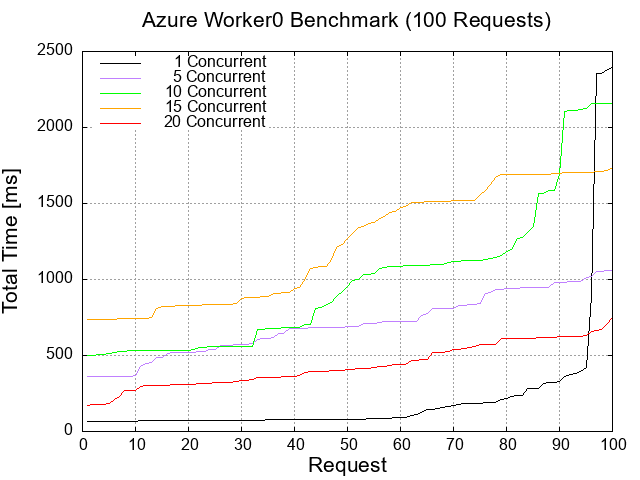 Azure Worker0 Benchmark (100 Requests)
2500
2000
1500
1000
500
0
Total Time [ms]
1 Concurrent
5 Concurrent
10 Concurrent
15 Concurrent
20 Concurrent
0 10 20 30 40 50 60 70 80 90 100
Request